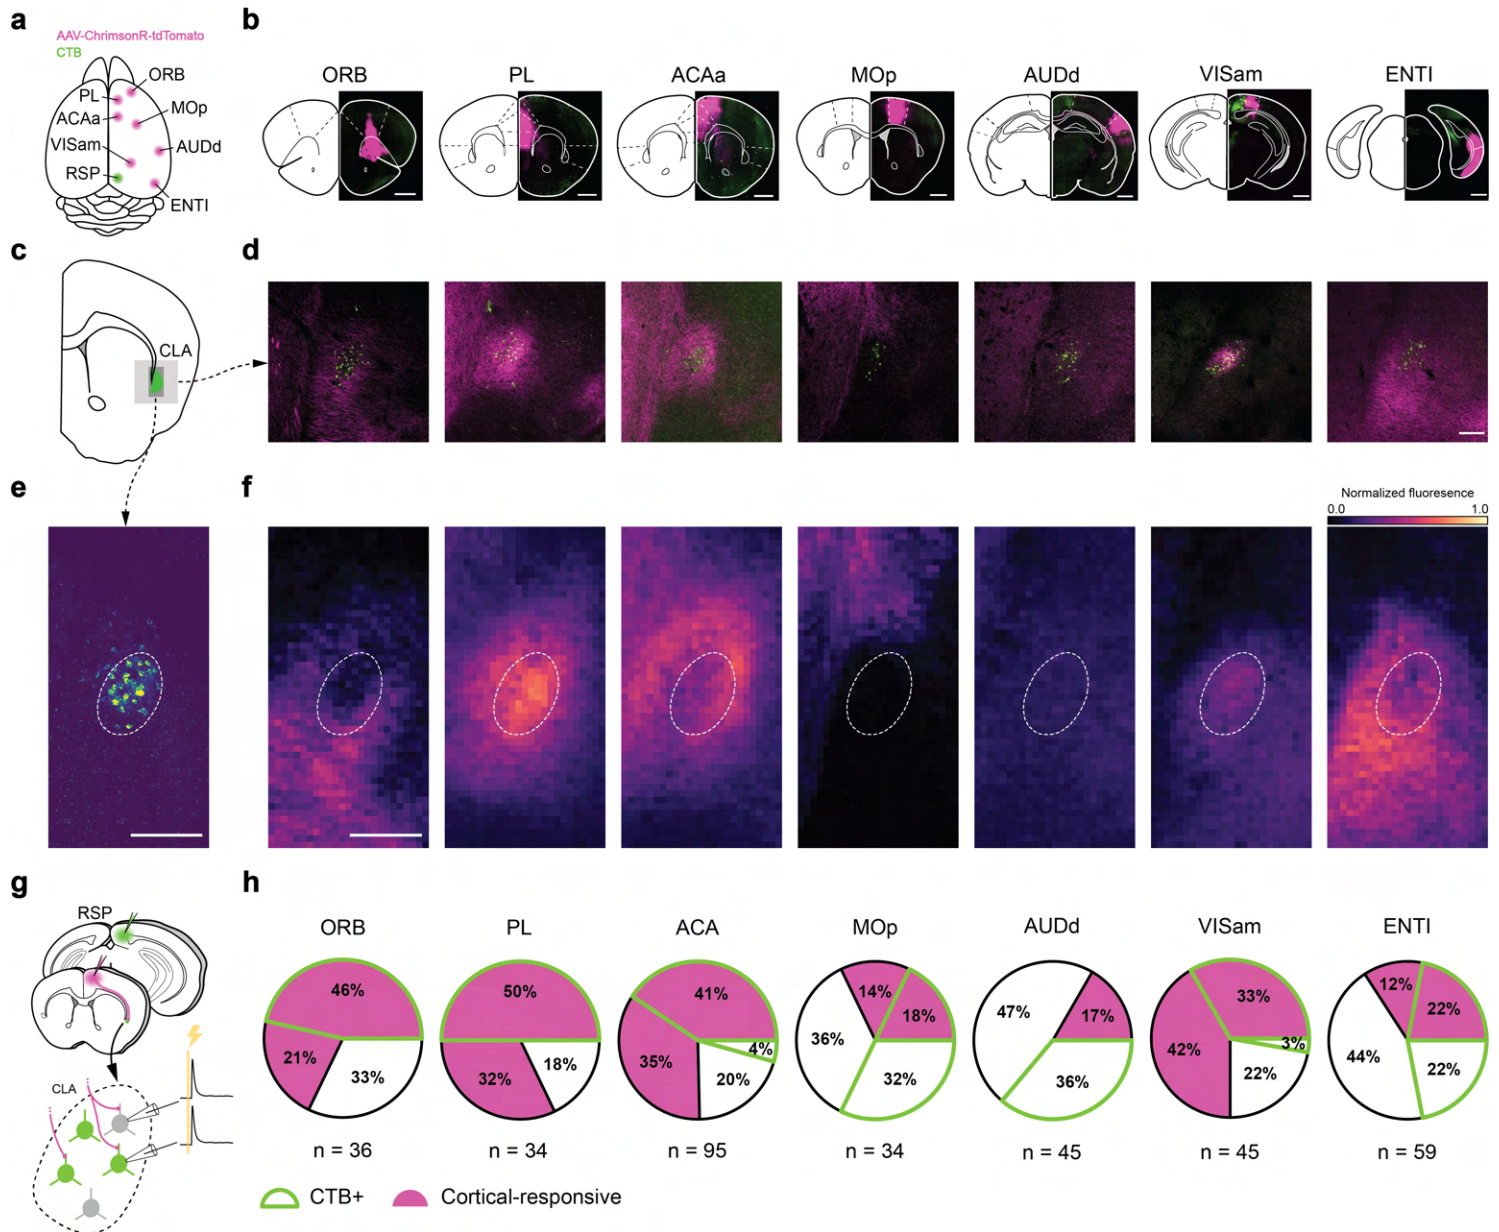 a
AAV-ChrimsonR-tdTomato
CTB
ORB
PL
MOp
ACAa
VISam
AUDd
RSP
ENTI
b
ORB PL ACAa MOp AUDd VISam ENTI
c
CLA
d
e
f
Normalized fluoresence
0.0 1.0
g
RSP
CLA
h
ORB PL ACA MOp AUDd VISam ENTI
46% 21% 33%
50% 32% 18%
41% 35% 4% 20%
14% 18% 36% 32%
47% 17% 36%
33% 42% 3% 22%
12% 22% 44% 22%
n = 36 n = 34 n = 95 n = 34 n = 45 n = 45 n = 59
CTB+ Cortical-responsive